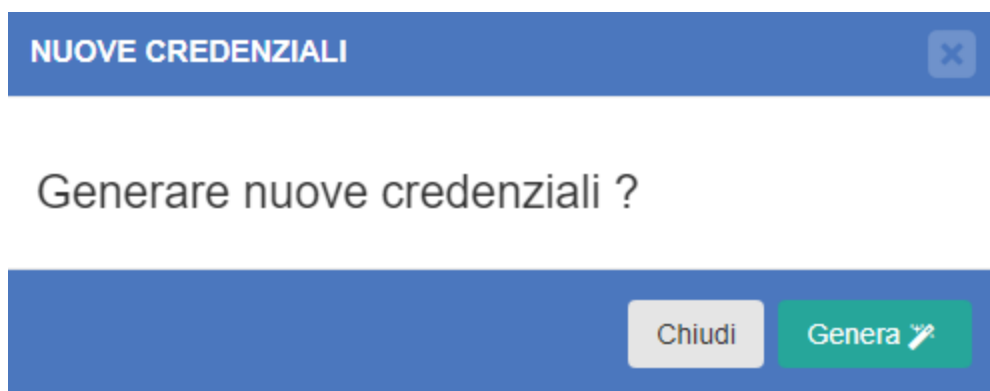 NUOVE CREDENZIALI
Generare nuove credenziali ?
Chiudi
Genera